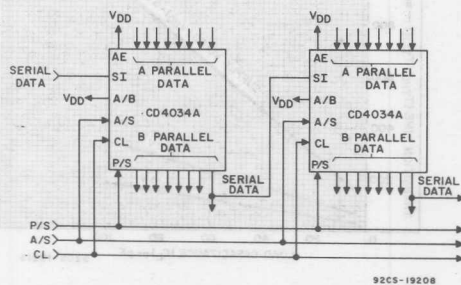 VDD
VDD
AE
A PARALLEL
DATA
SERIAL
DATA
SI
VDD
A/B
CD4034A
A/S
B PARALLEL
DATA
CL
P/S
SERIAL
DATA
AE
A PARALLEL
DATA
SI
VDD
A/B
CD4034A
A/S
B PARALLEL
DATA
CL
P/S
SERIAL
DATA
P/S
A/S
CL
92CS-19208